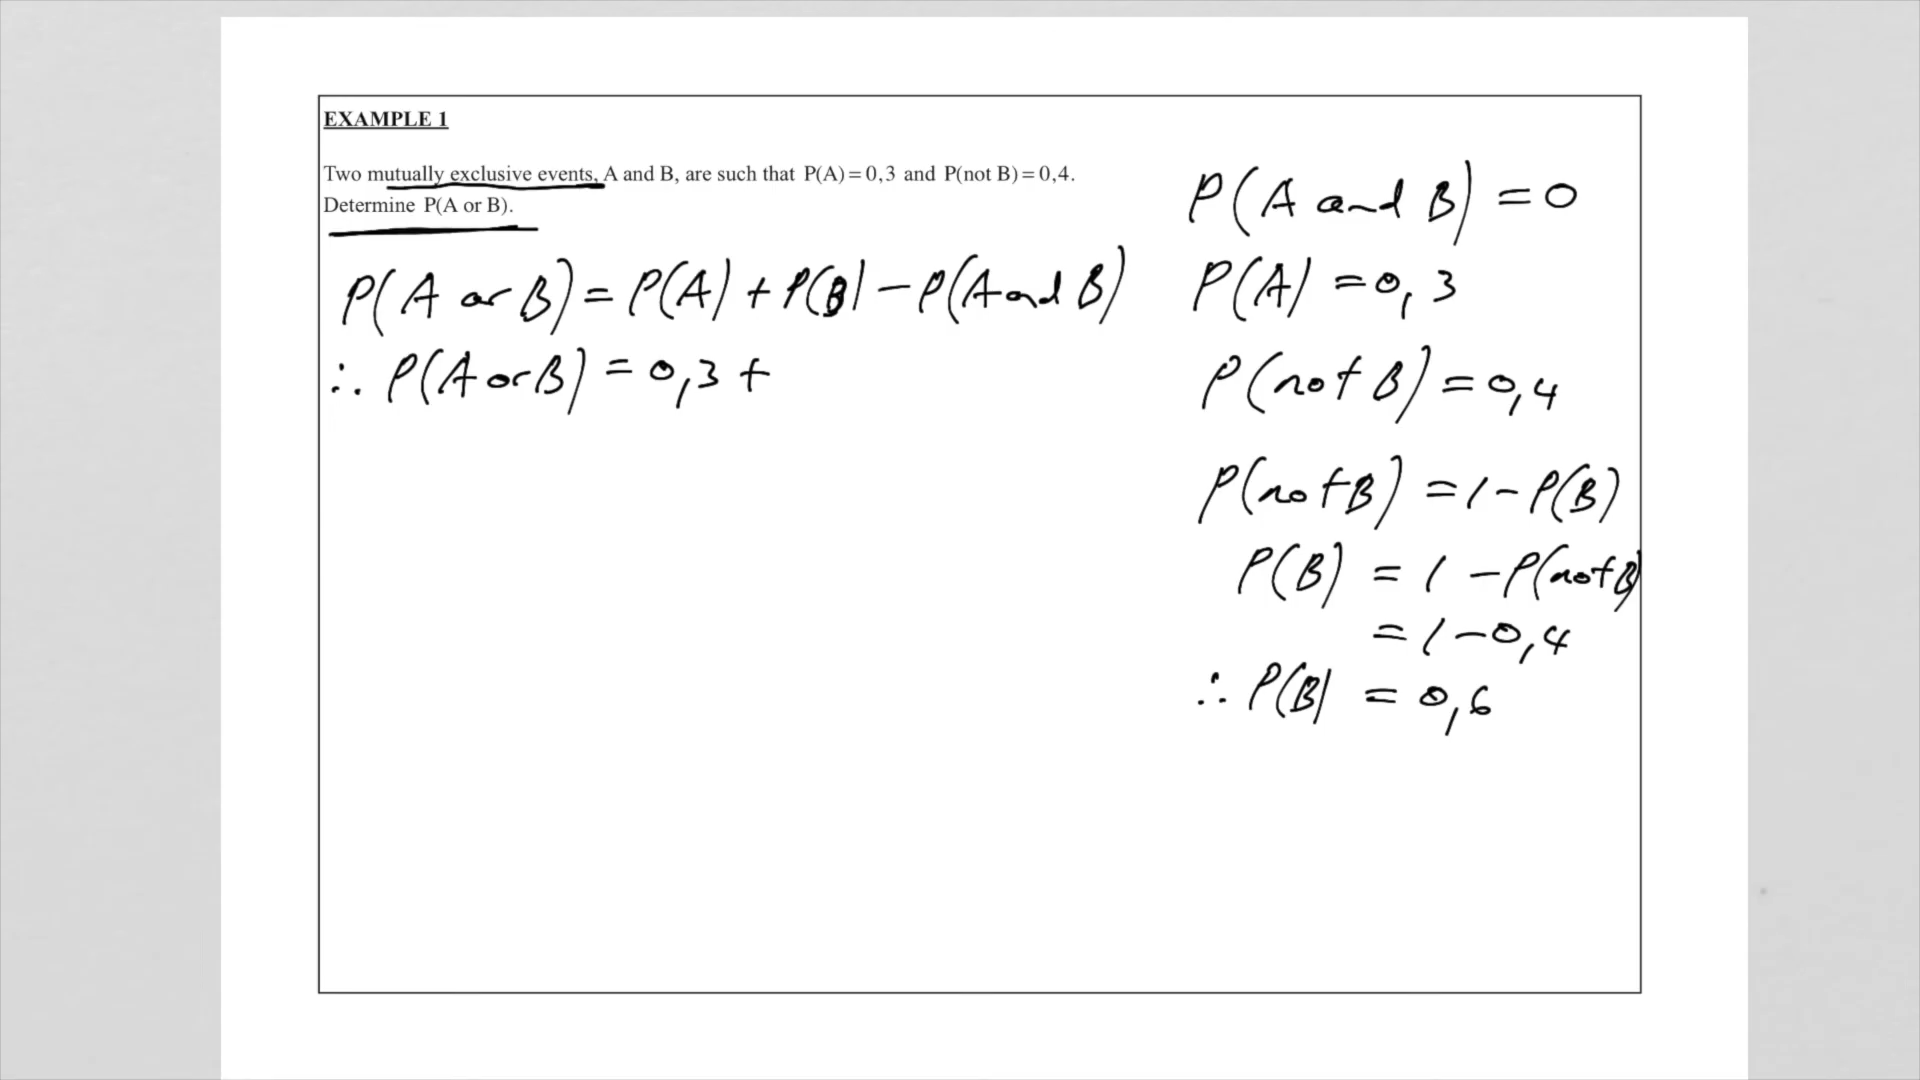 EXAMPLE 1
Two mutually exclusive events, A and B, are such that P(A)=0,3 and P(not B)=0,4.
Determine P(A or B).
P(A or B) = P(A) + P(B) - P(A and B)
∴ P(A or B) = 0,3 +
P(A and B) = 0
P(A) = 0,3
P(not B) = 0,4
P(not B) = 1 - P(B)
P(B) = 1 - P(not B)
= 1 - 0,4
∴ P(B) = 0,6